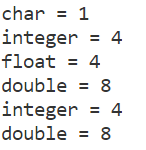 char = 1
integer = 4
float = 4
double = 8
integer = 4
double = 8